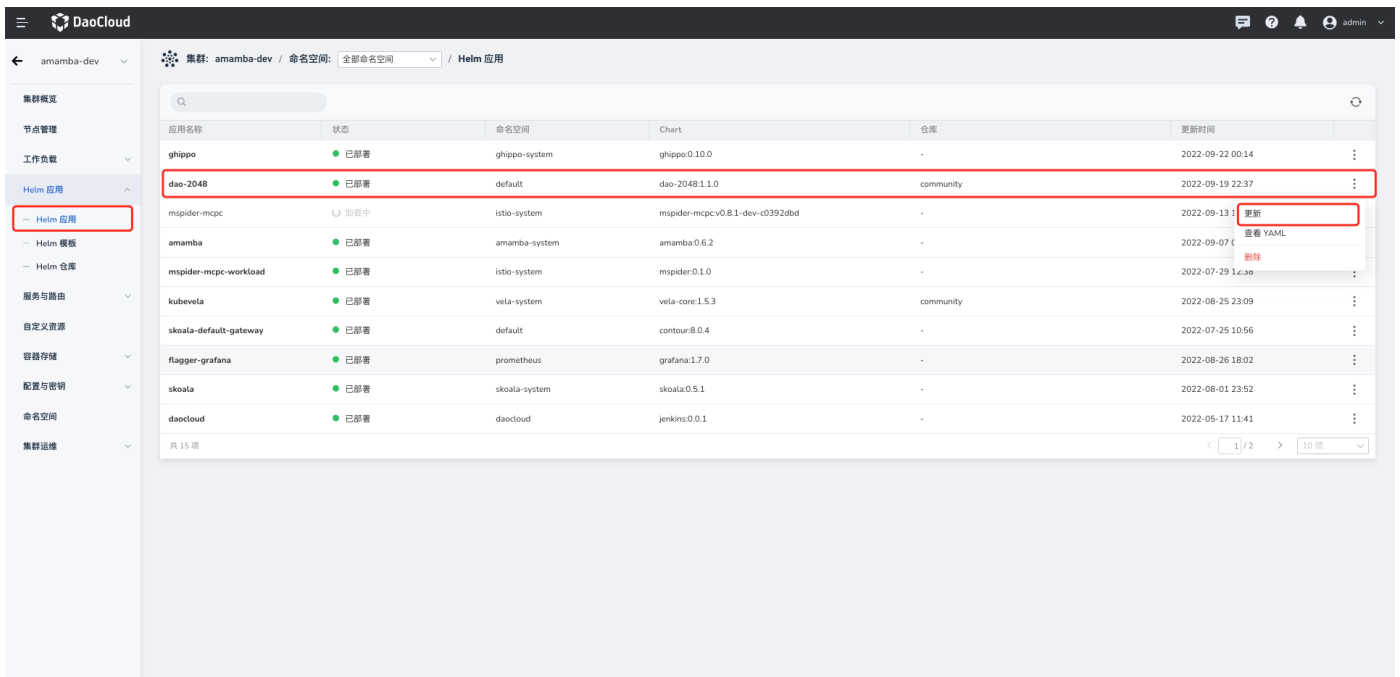 DaoCloud
admin
amamba-dev
集群: amamba-dev / 命名空间: 全部命名空间 / Helm 应用
集群概览
节点管理
工作负载
Helm 应用
Helm 应用
Helm 模板
Helm 仓库
服务与路由
自定义资源
容器存储
配置与密钥
命名空间
集群运维
应用名称 状态 命名空间 Chart 仓库 更新时间
ghippo 已部署 ghippo-system ghippo:0.10.0 - 2022-09-22 00:14
dao-2048 已部署 default dao-2048:1.1.0 community 2022-09-19 22:37
mspider-mcpc 卸载中 istio-system mspider-mcpc:v0.8.1-dev-c0392dbd - 2022-09-13 1
amamba 已部署 amamba-system amamba:0.6.2 - 2022-09-07
mspider-mcpc-workload 已部署 istio-system mspider:0.1.0 - 2022-07-29 12:38
kubevela 已部署 vela-system vela-core:1.5.3 community 2022-08-25 23:09
skoala-default-gateway 已部署 default contour:8.0.4 - 2022-07-25 10:56
flagger-grafana 已部署 prometheus grafana:1.7.0 - 2022-08-26 18:02
skoala 已部署 skoala-system skoala:0.5.1 - 2022-08-01 23:52
daocloud 已部署 daocloud jenkins:0.0.1 - 2022-05-17 11:41
更新
查看 YAML
删除
共 15 项 1 / 2 10 项